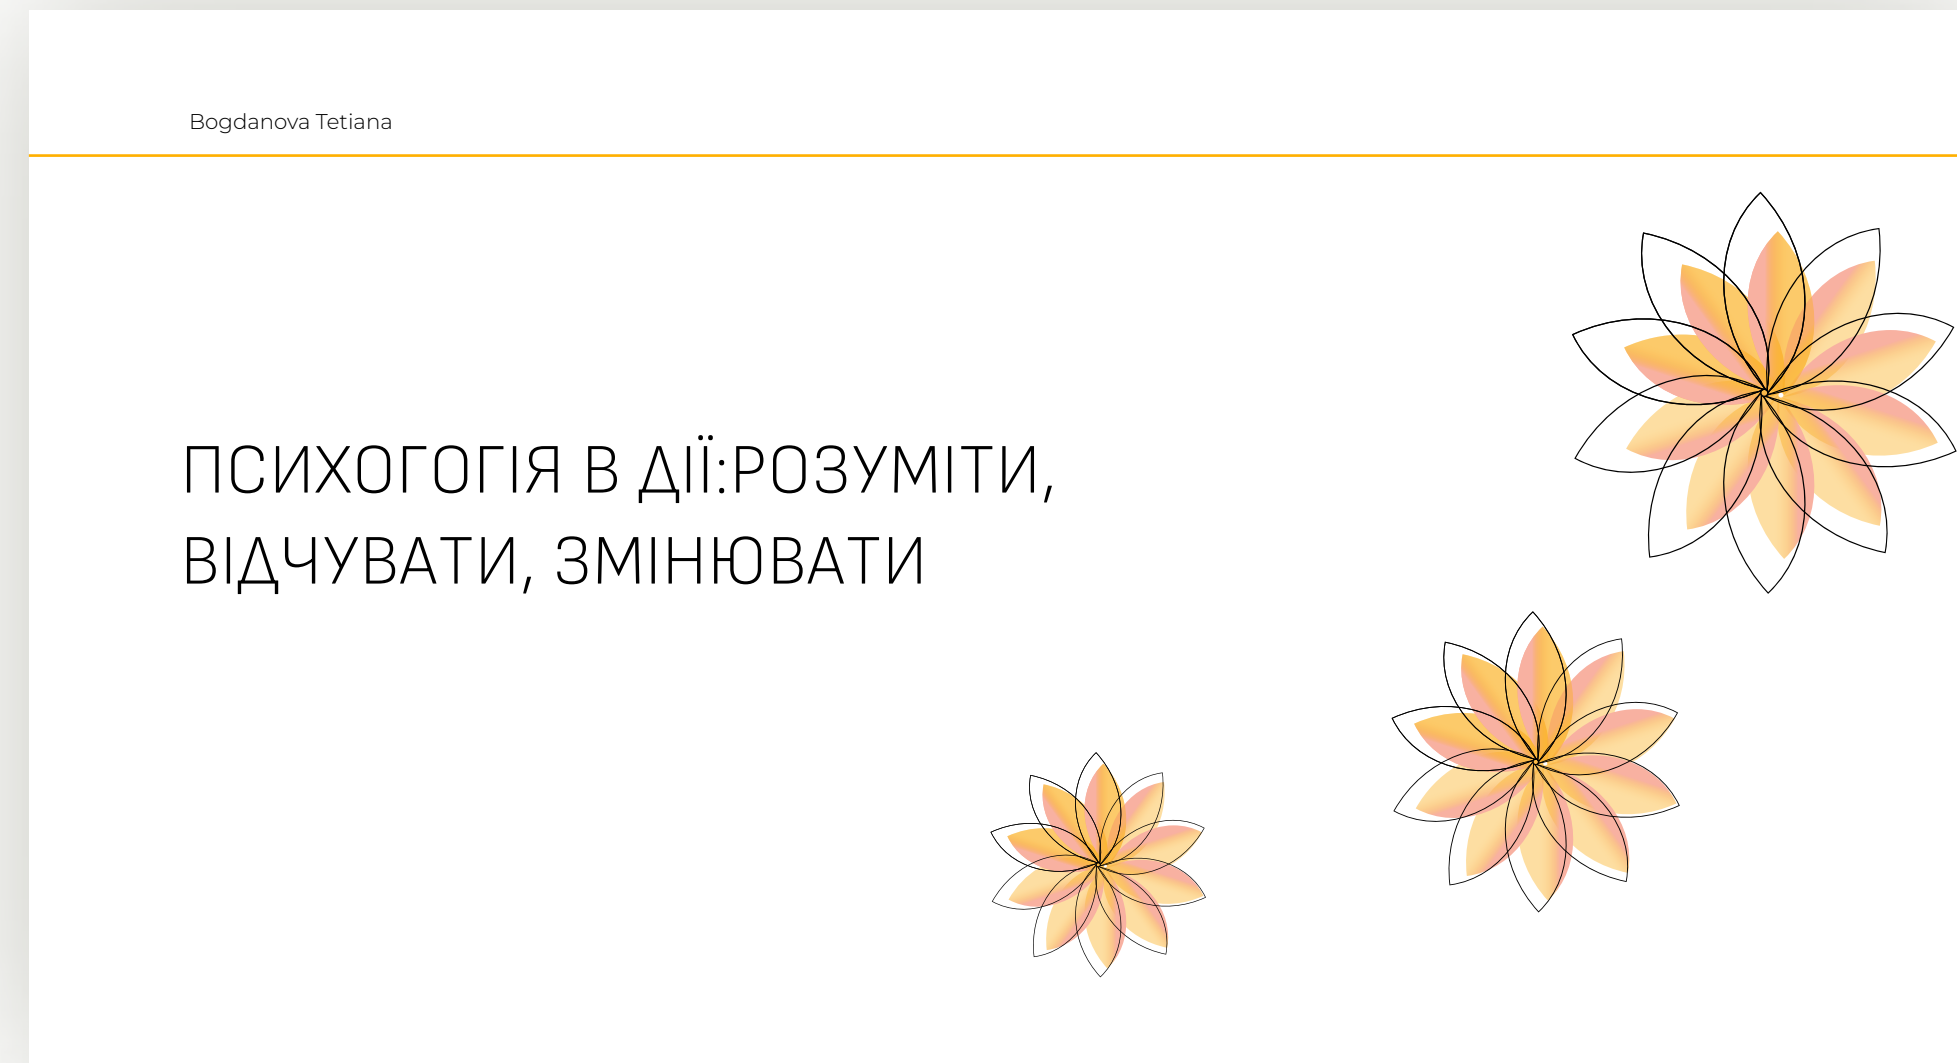 Bogdanova Tetiana
ПСИХОГОГІЯ В ДІЇ:РОЗУМІТИ,
ВІДЧУВАТИ, ЗМІНЮВАТИ